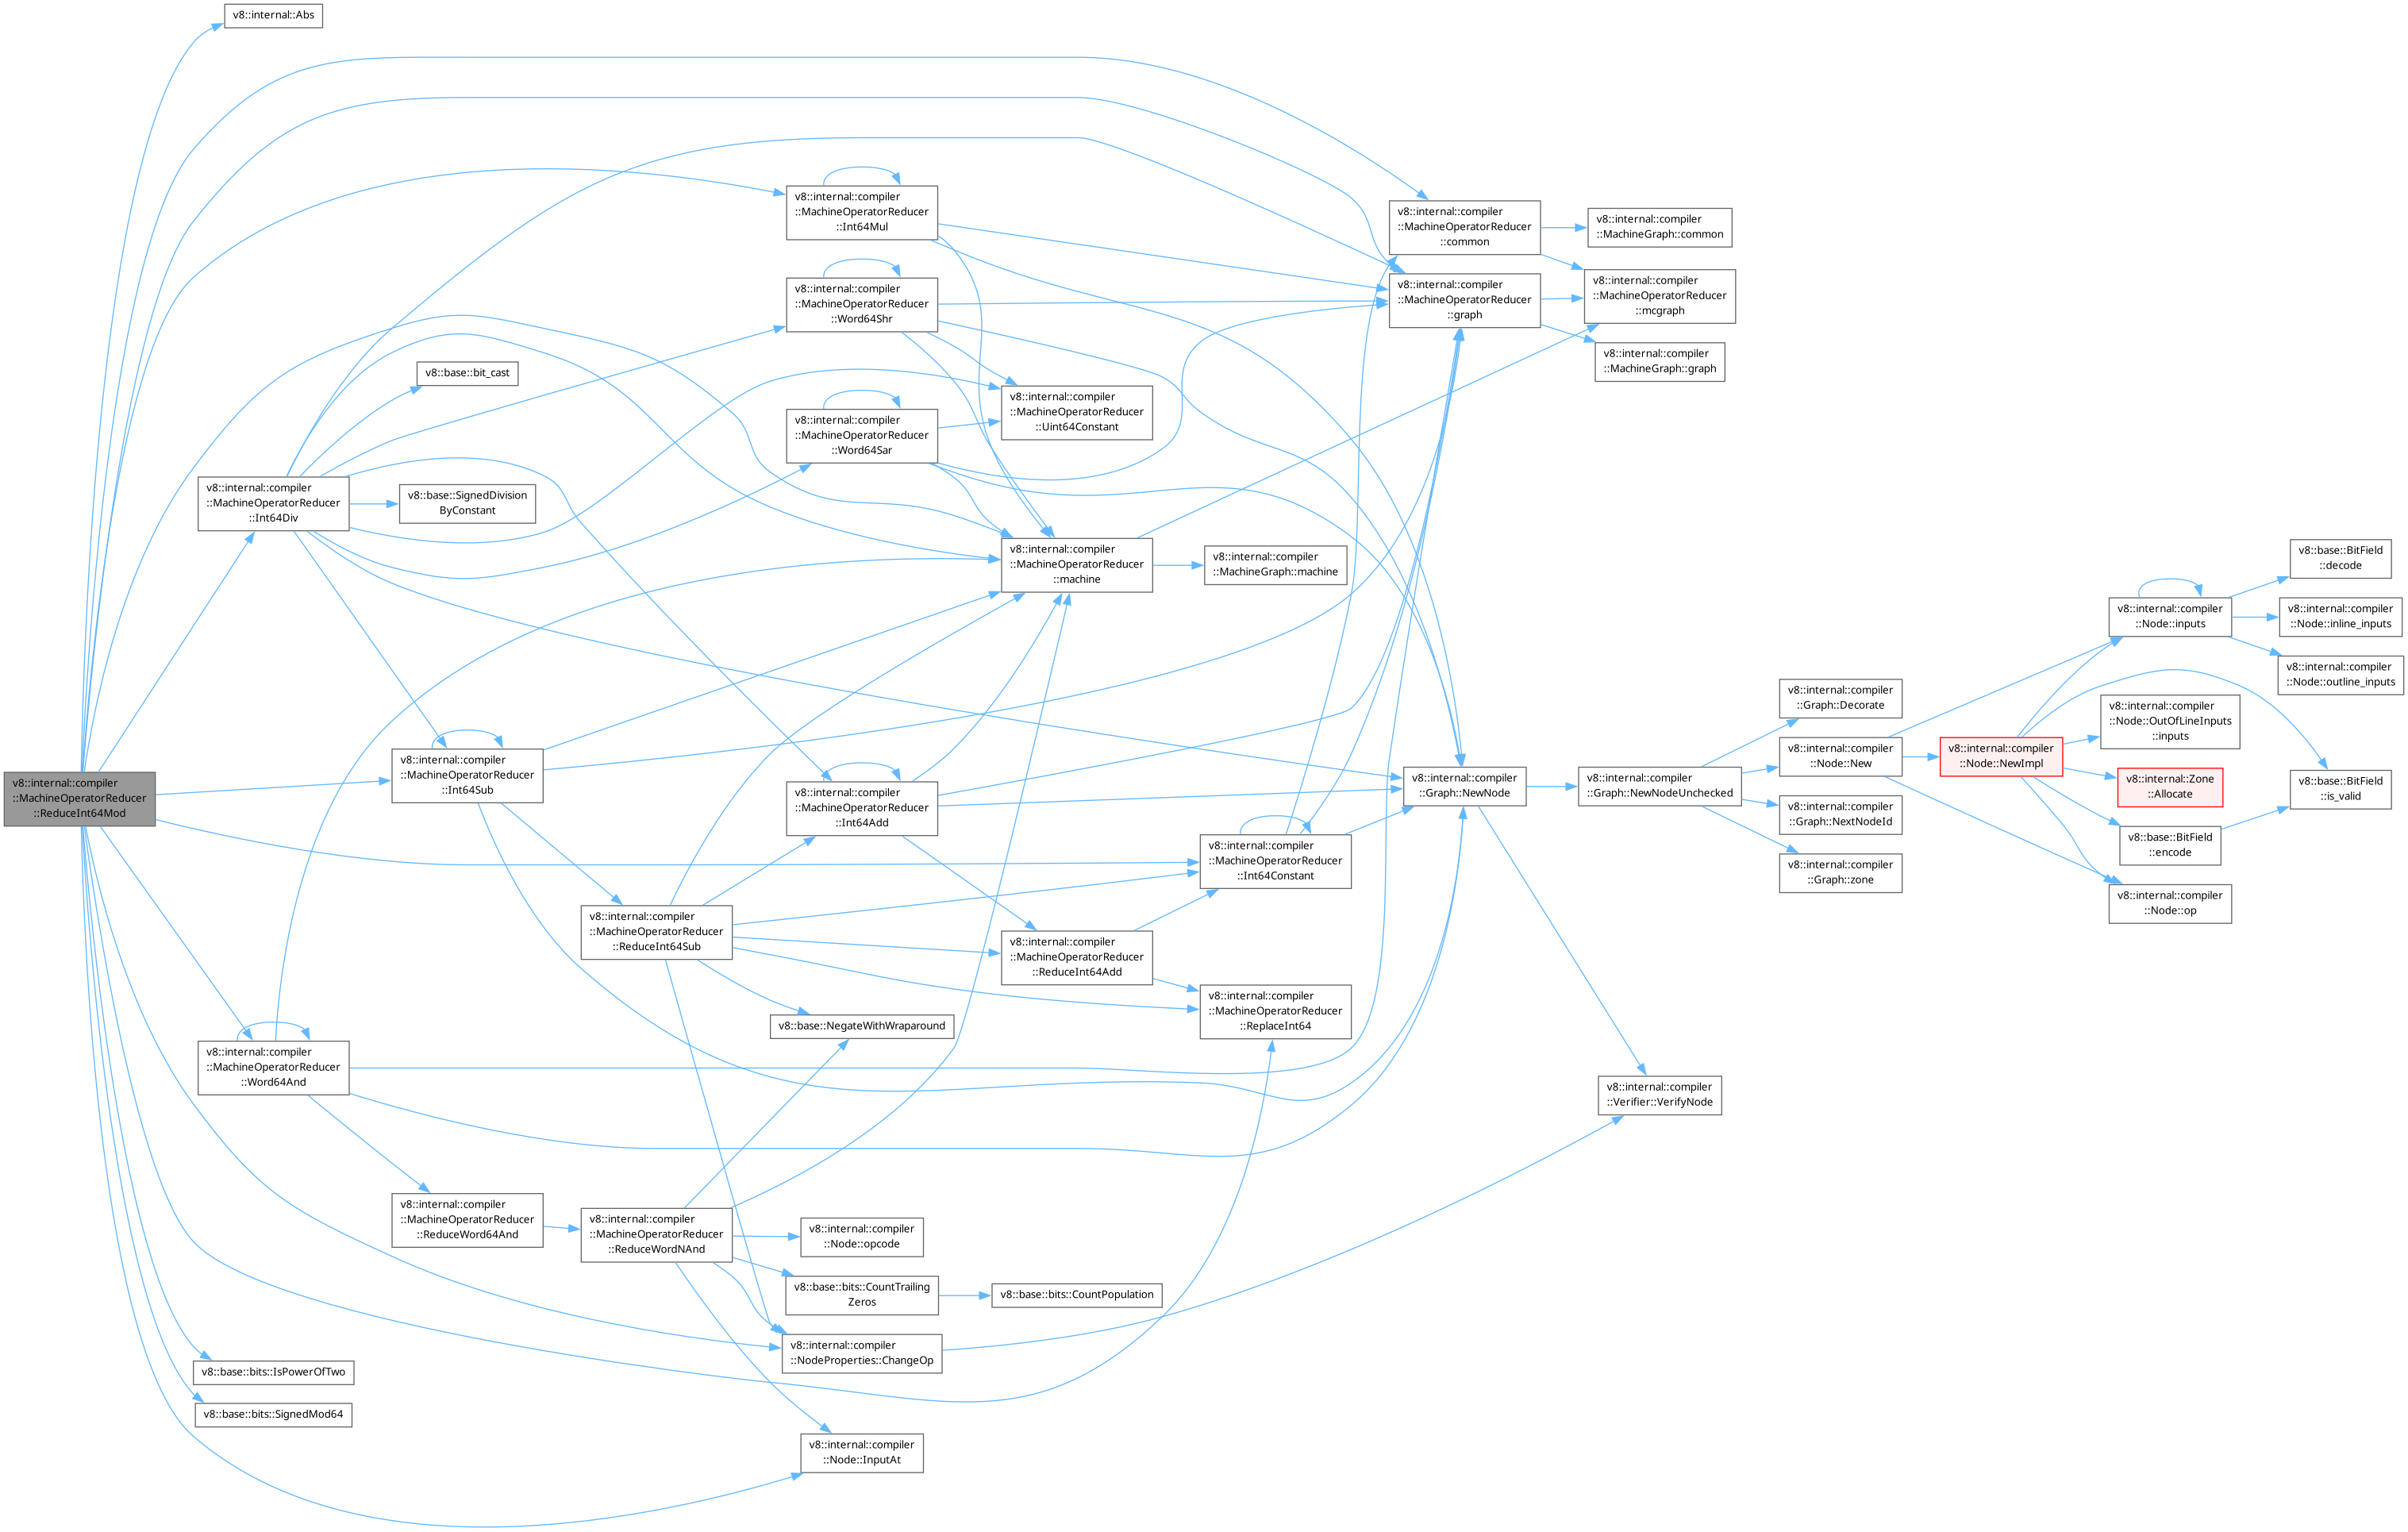 v8::internal::Abs
v8::internal::compiler
::MachineOperatorReducer
::Int64Mul
v8::internal::compiler
::MachineOperatorReducer
::common
v8::internal::compiler
::MachineGraph::common
v8::internal::compiler
::MachineOperatorReducer
::Word64Shr
v8::internal::compiler
::MachineOperatorReducer
::graph
v8::internal::compiler
::MachineOperatorReducer
::mcgraph
v8::internal::compiler
::MachineGraph::graph
v8::base::bit_cast
v8::internal::compiler
::MachineOperatorReducer
::Uint64Constant
v8::internal::compiler
::MachineOperatorReducer
::Word64Sar
v8::internal::compiler
::MachineOperatorReducer
::Int64Div
v8::base::SignedDivision
ByConstant
v8::internal::compiler
::MachineOperatorReducer
::machine
v8::internal::compiler
::MachineGraph::machine
v8::base::BitField
::decode
v8::internal::compiler
::Node::inputs
v8::internal::compiler
::Node::inline_inputs
v8::internal::compiler
::Node::outline_inputs
v8::internal::compiler
::Graph::Decorate
v8::internal::compiler
::Node::OutOfLineInputs
::inputs
v8::internal::compiler
::MachineOperatorReducer
::ReduceInt64Mod
v8::internal::compiler
::MachineOperatorReducer
::Int64Sub
v8::internal::compiler
::MachineOperatorReducer
::Int64Add
v8::internal::compiler
::Graph::NewNode
v8::internal::compiler
::Graph::NewNodeUnchecked
v8::internal::compiler
::Node::New
v8::internal::compiler
::Node::NewImpl
v8::internal::Zone
::Allocate
v8::base::BitField
::is_valid
v8::internal::compiler
::Graph::NextNodeId
v8::base::BitField
::encode
v8::internal::compiler
::MachineOperatorReducer
::Int64Constant
v8::internal::compiler
::Graph::zone
v8::internal::compiler
::Node::op
v8::internal::compiler
::MachineOperatorReducer
::ReduceInt64Sub
v8::internal::compiler
::MachineOperatorReducer
::ReduceInt64Add
v8::internal::compiler
::MachineOperatorReducer
::ReplaceInt64
v8::base::NegateWithWraparound
v8::internal::compiler
::MachineOperatorReducer
::Word64And
v8::internal::compiler
::Verifier::VerifyNode
v8::internal::compiler
::MachineOperatorReducer
::ReduceWord64And
v8::internal::compiler
::MachineOperatorReducer
::ReduceWordNAnd
v8::internal::compiler
::Node::opcode
v8::base::bits::CountTrailing
Zeros
v8::base::bits::CountPopulation
v8::internal::compiler
::NodeProperties::ChangeOp
v8::base::bits::IsPowerOfTwo
v8::base::bits::SignedMod64
v8::internal::compiler
::Node::InputAt